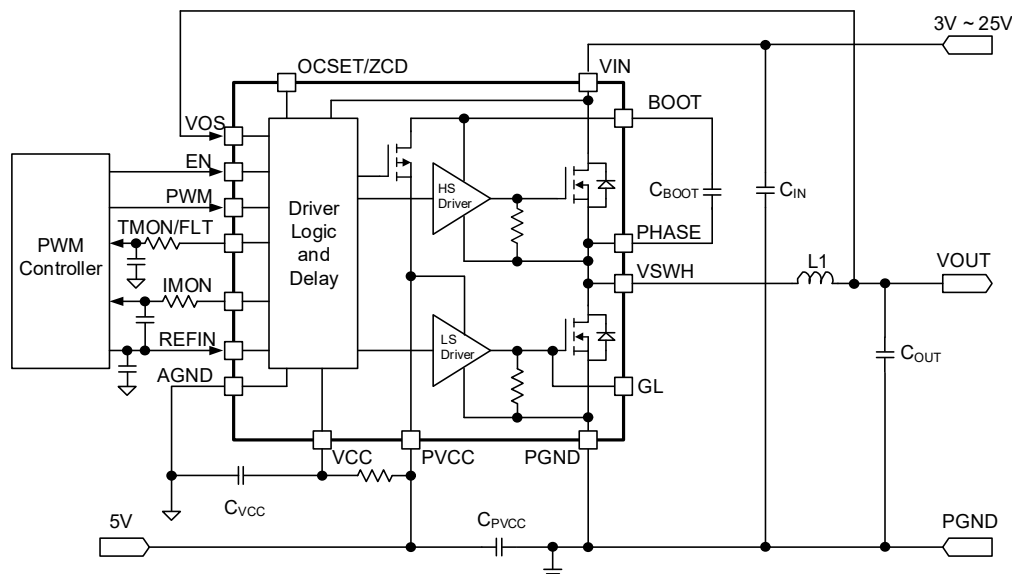 3V ~ 25V
OCSET/ZCD
VIN
VOS
BOOT
EN
PWM
HS
Driver
CBOOT
CIN
Driver
Logic
and
Delay
PWM
Controller
TMON/FLT
PHASE
VSWH
L1
VOUT
IMON
LS
Driver
REFIN
COUT
AGND
GL
VCC
PVCC
PGND
CVCC
5V
CPVCC
PGND